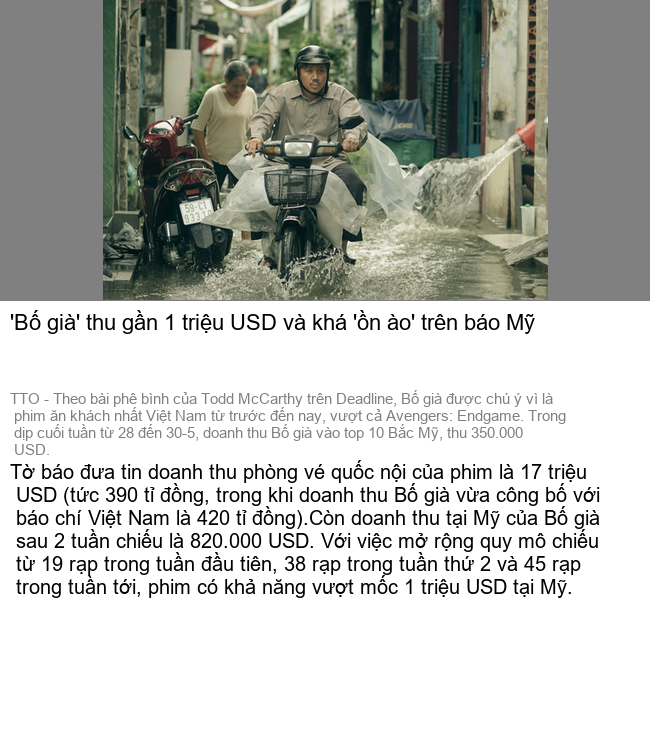 59-C1
933.13
'Bố già' thu gần 1 triệu USD và khá 'ồn ào' trên báo Mỹ
TTO - Theo bài phê bình của Todd McCarthy trên Deadline, Bố già được chú ý vì là
phim ăn khách nhất Việt Nam từ trước đến nay, vượt cả Avengers: Endgame. Trong
dịp cuối tuần từ 28 đến 30-5, doanh thu Bố già vào top 10 Bắc Mỹ, thu 350.000
USD.
Tờ báo đưa tin doanh thu phòng vé quốc nội của phim là 17 triệu
USD (tức 390 tỉ đồng, trong khi doanh thu Bố già vừa công bố với
báo chí Việt Nam là 420 tỉ đồng).Còn doanh thu tại Mỹ của Bố già
sau 2 tuần chiếu là 820.000 USD. Với việc mở rộng quy mô chiếu
từ 19 rạp trong tuần đầu tiên, 38 rạp trong tuần thứ 2 và 45 rạp
trong tuần tới, phim có khả năng vượt mốc 1 triệu USD tại Mỹ.